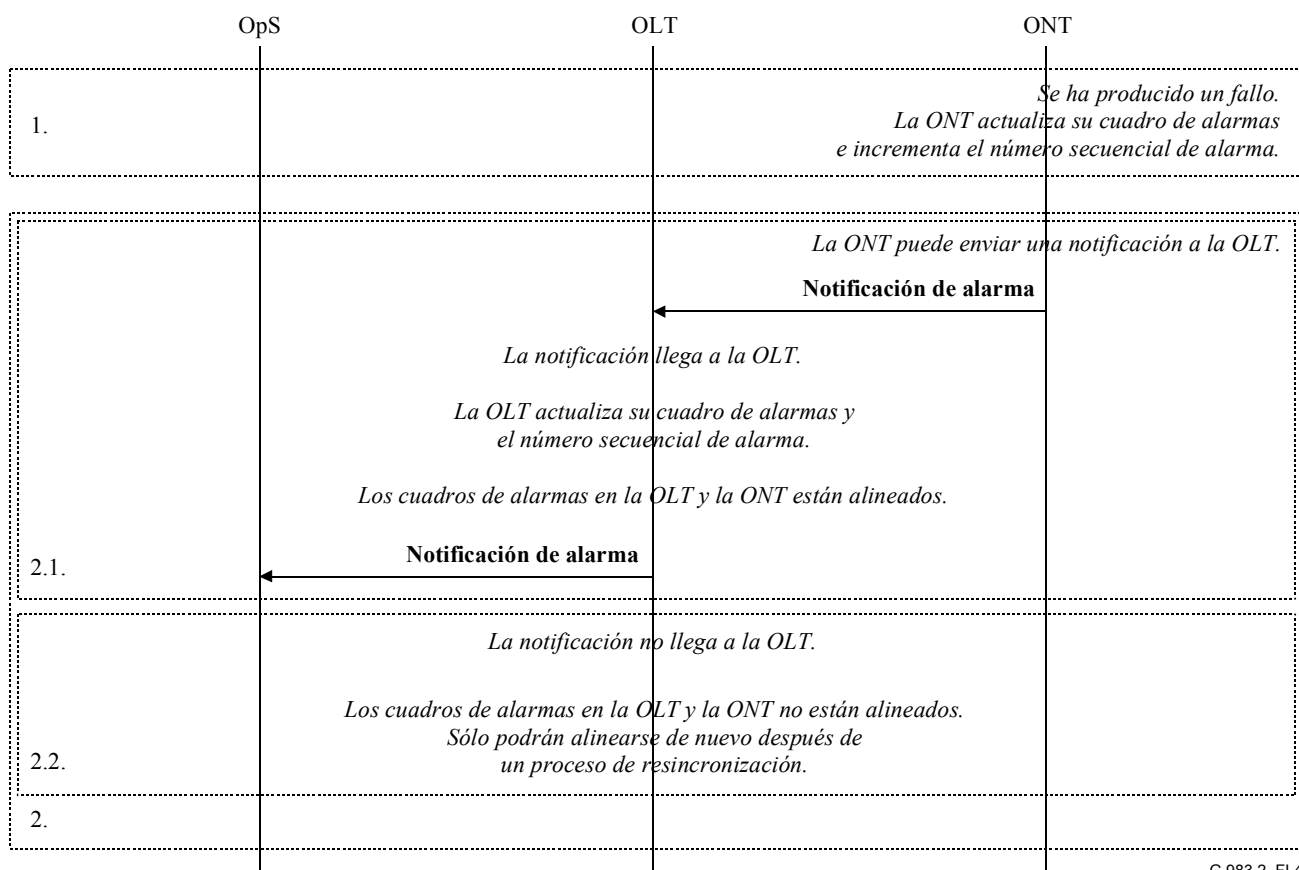 OpS OLT ONT
Se ha producido un fallo.
1.
La ONT actualiza su cuadro de alarmas
e incrementa el número secuencial de alarma.
La ONT puede enviar una notificación a la OLT.
Notificación de alarma
La notificación llega a la OLT.
La OLT actualiza su cuadro de alarmas y
el número secuencial de alarma.
Los cuadros de alarmas en la OLT y la ONT están alineados.
Notificación de alarma
2.1.
La notificación no llega a la OLT.
Los cuadros de alarmas en la OLT y la ONT no están alineados.
Sólo podrán alinearse de nuevo después de
2.2.
un proceso de resincronización.
2.